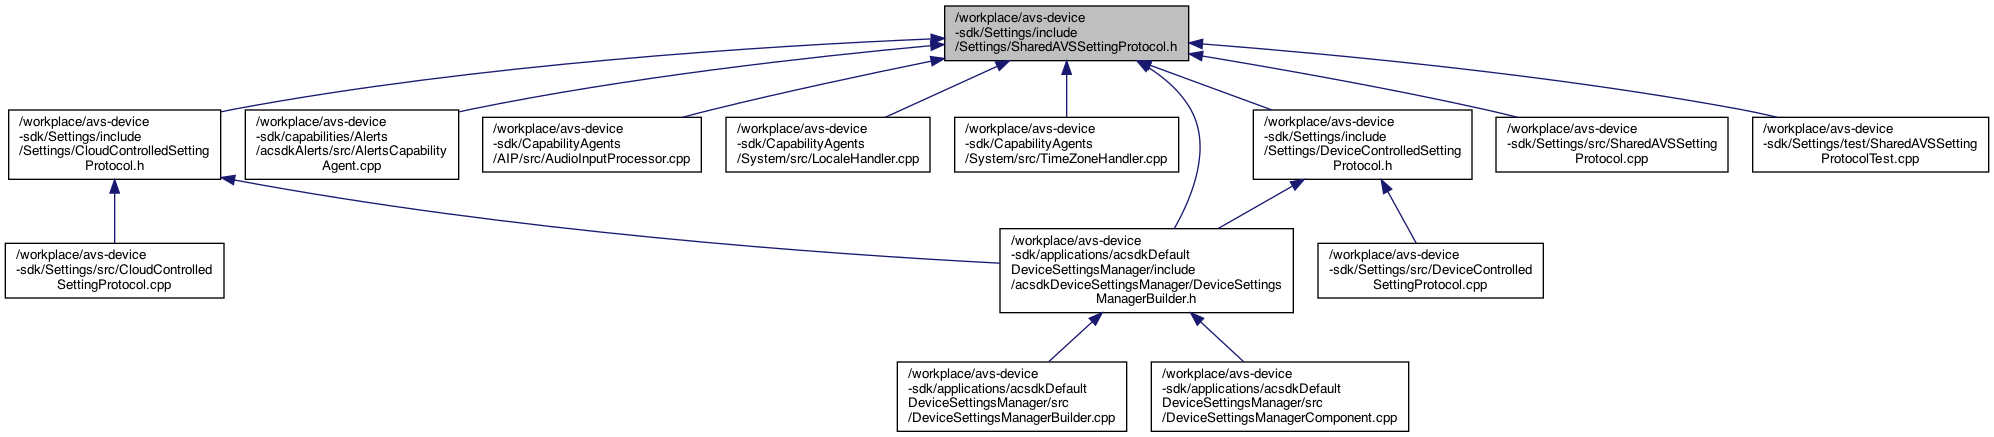 /workplace/avs-device
-sdk/Settings/include
/Settings/SharedAVSSettingProtocol.h
/workplace/avs-device
-sdk/Settings/include
/Settings/CloudControlledSetting
Protocol.h
/workplace/avs-device
-sdk/capabilities/Alerts
/acsdkAlerts/src/AlertsCapability
Agent.cpp
/workplace/avs-device
-sdk/CapabilityAgents
/AIP/src/AudioInputProcessor.cpp
/workplace/avs-device
-sdk/CapabilityAgents
/System/src/LocaleHandler.cpp
/workplace/avs-device
-sdk/CapabilityAgents
/System/src/TimeZoneHandler.cpp
/workplace/avs-device
-sdk/Settings/include
/Settings/DeviceControlledSetting
Protocol.h
/workplace/avs-device
-sdk/Settings/src/SharedAVSSetting
Protocol.cpp
/workplace/avs-device
-sdk/Settings/test/SharedAVSSetting
ProtocolTest.cpp
/workplace/avs-device
-sdk/Settings/src/CloudControlled
SettingProtocol.cpp
/workplace/avs-device
-sdk/applications/acsdkDefault
DeviceSettingsManager/include
/acsdkDeviceSettingsManager/DeviceSettings
ManagerBuilder.h
/workplace/avs-device
-sdk/Settings/src/DeviceControlled
SettingProtocol.cpp
/workplace/avs-device
-sdk/applications/acsdkDefault
DeviceSettingsManager/src
/DeviceSettingsManagerBuilder.cpp
/workplace/avs-device
-sdk/applications/acsdkDefault
DeviceSettingsManager/src
/DeviceSettingsManagerComponent.cpp